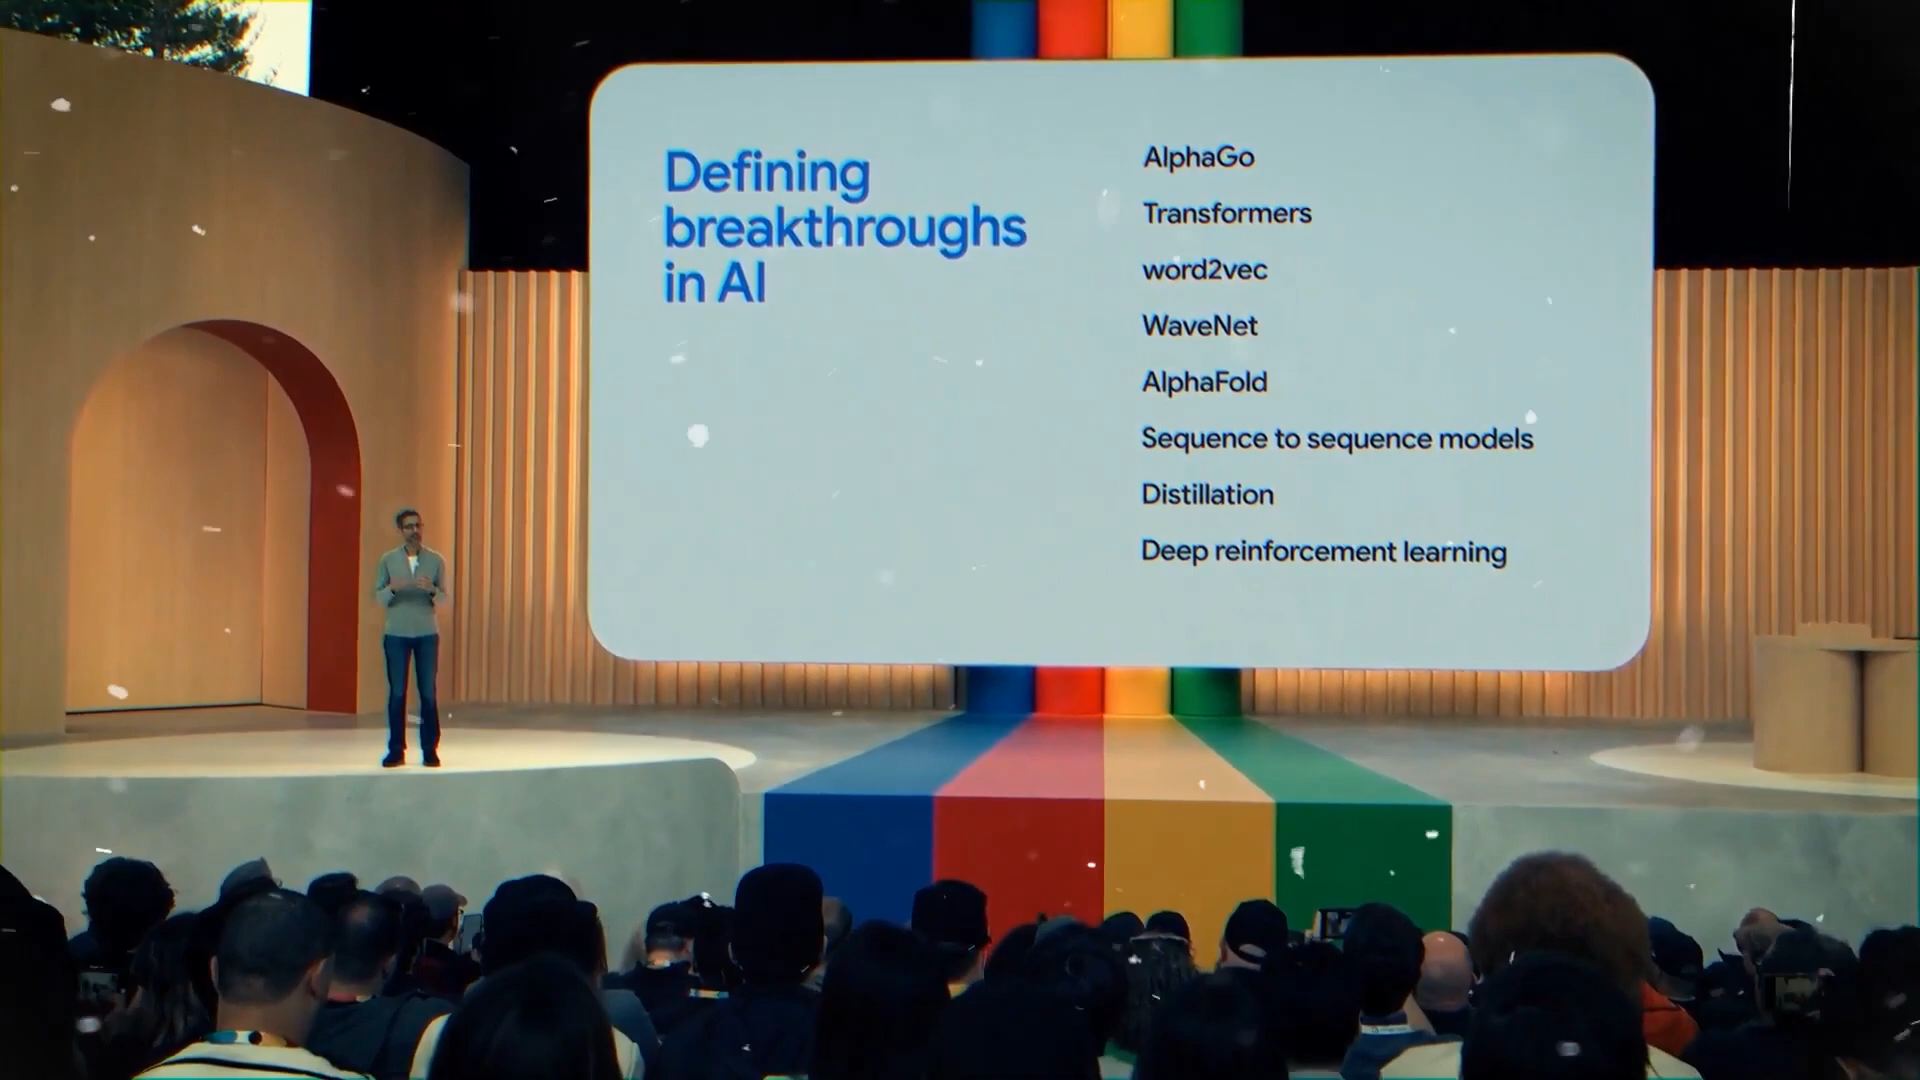 Defining
breakthroughs
in AI
AlphaGo
Transformers
word2vec
WaveNet
AlphaFold
Sequence to sequence models
Distillation
Deep reinforcement learning